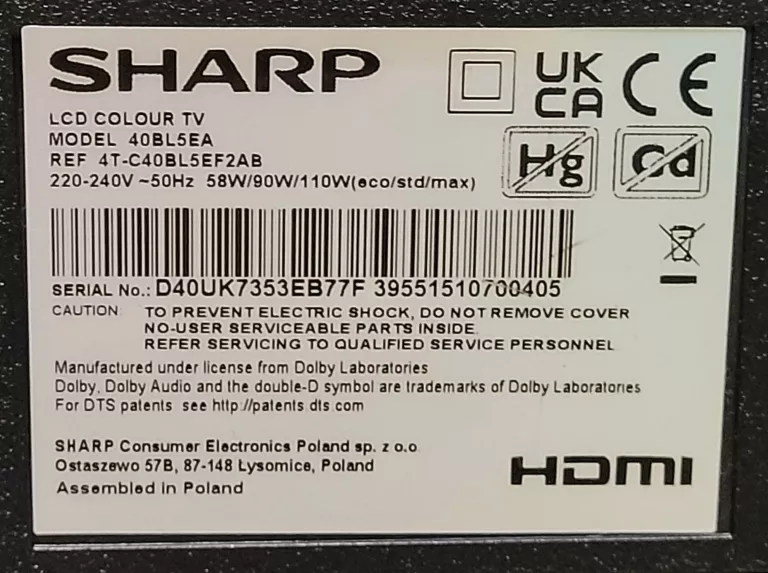 SHARP
UK
CA
CE
LCD COLOUR TV
MODEL 40BL5EA
REF 4T-C40BL5EF2AB
220-240V ~50Hz 58W/90W/110W(eco/std/max)
Hg
Cd
SERIAL No.: D40UK7353EB77F 39551510700405
CAUTION: TO PREVENT ELECTRIC SHOCK, DO NOT REMOVE COVER
NO-USER SERVICEABLE PARTS INSIDE.
REFER SERVICING TO QUALIFIED SERVICE PERSONNEL
Manufactured under license from Dolby Laboratories
Dolby, Dolby Audio and the double-D symbol are trademarks of Dolby Laboratories
For DTS patents see http://patents.dts.com
SHARP Consumer Electronics Poland sp. z o.o
Ostaszewo 57B, 87-148 Łysomice, Poland
Assembled in Poland
HDMI